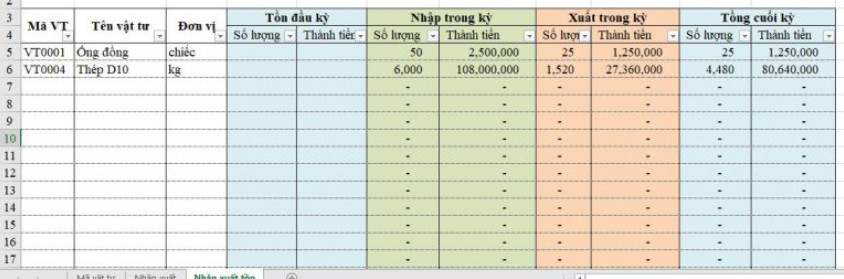 3 Mã VT Tên vật tư Đơn vị Tồn đầu kỳ Nhập trong kỳ Xuất trong kỳ Tổng cuối kỳ
4 Số lượng Thành tiền Số lượng Thành tiền Số lượn Thành tiền Số lượng Thành tiền
5 VT0001 Ống đồng chiếc 50 2,500,000 25 1,250,000 25 1,250,000
6 VT0004 Thép D10 kg 6,000 108,000,000 1,520 27,360,000 4,480 80,640,000
7 - - - - - -
8 - - - - - -
9 - - - - - -
10 - - - - - -
11 - - - - - -
12 - - - - - -
13 - - - - - -
14 - - - - - -
15 - - - - - -
16 - - - - - -
17 - - - - - -
Mã vật tư Nhập xuất Nhập xuất tồn